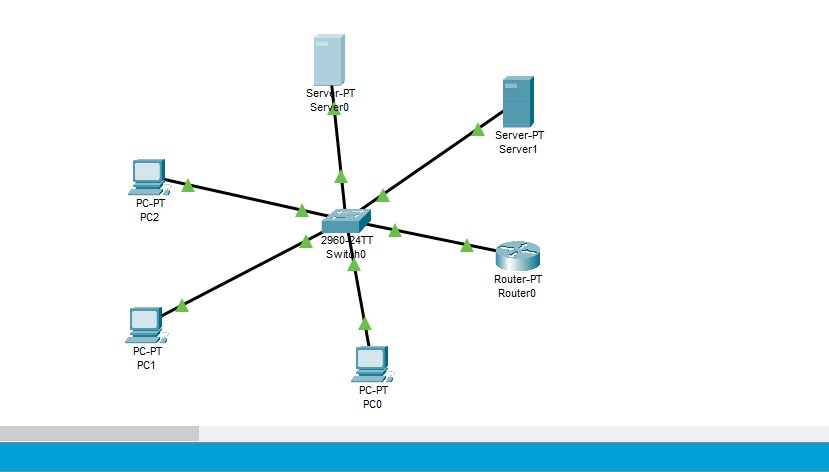 Server-PT
Server0
Server-PT
Server1
PC-PT
PC2
2960-24TT
Switch0
Router-PT
Router0
PC-PT
PC1
PC-PT
PC0